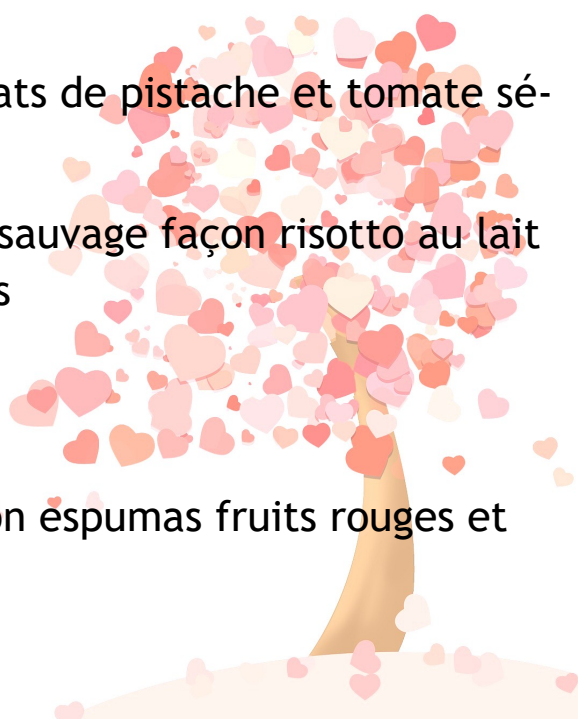 ats de pistache et tomate sé-
sauvage façon risotto au lait
s
on espumas fruits rouges et